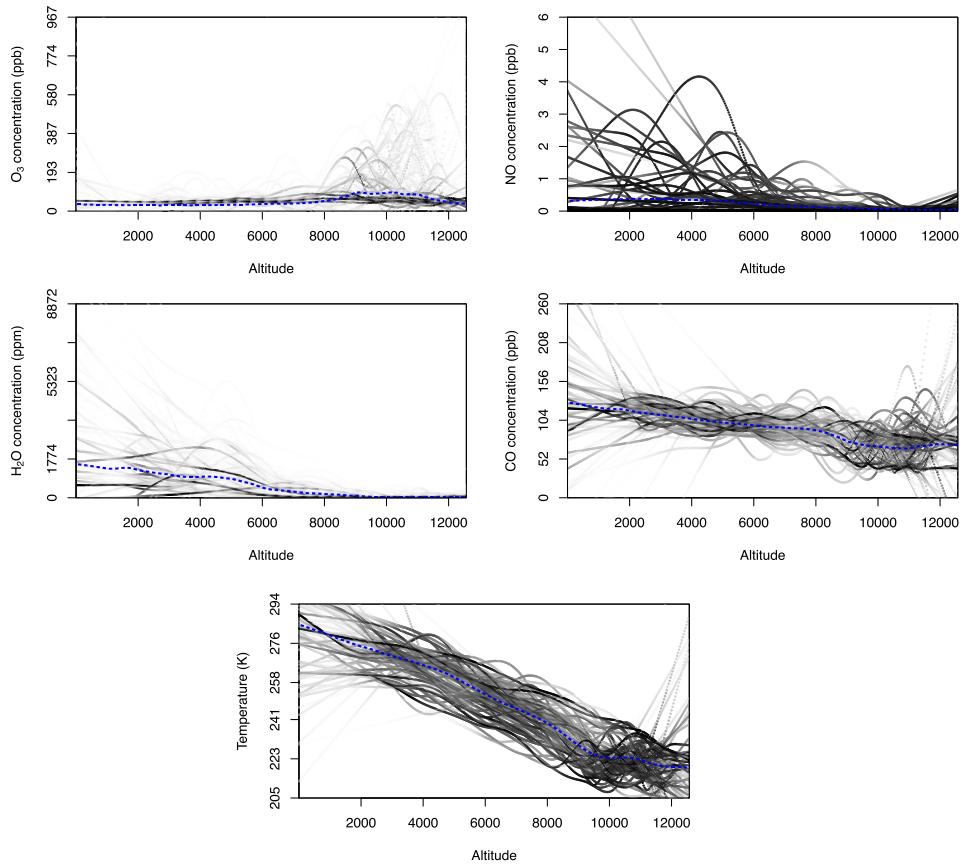 O3 concentration (ppb)
0 193 387 580 774 967
2000 4000 6000 8000 10000 12000
Altitude
NO concentration (ppb)
0 1 2 3 4 5 6
2000 4000 6000 8000 10000 12000
Altitude
H2O concentration (ppm)
0 1774 5323 8872
2000 4000 6000 8000 10000 12000
Altitude
CO concentration (ppb)
0 52 104 156 208 260
2000 4000 6000 8000 10000 12000
Altitude
Temperature (K)
205 223 241 258 276 294
2000 4000 6000 8000 10000 12000
Altitude